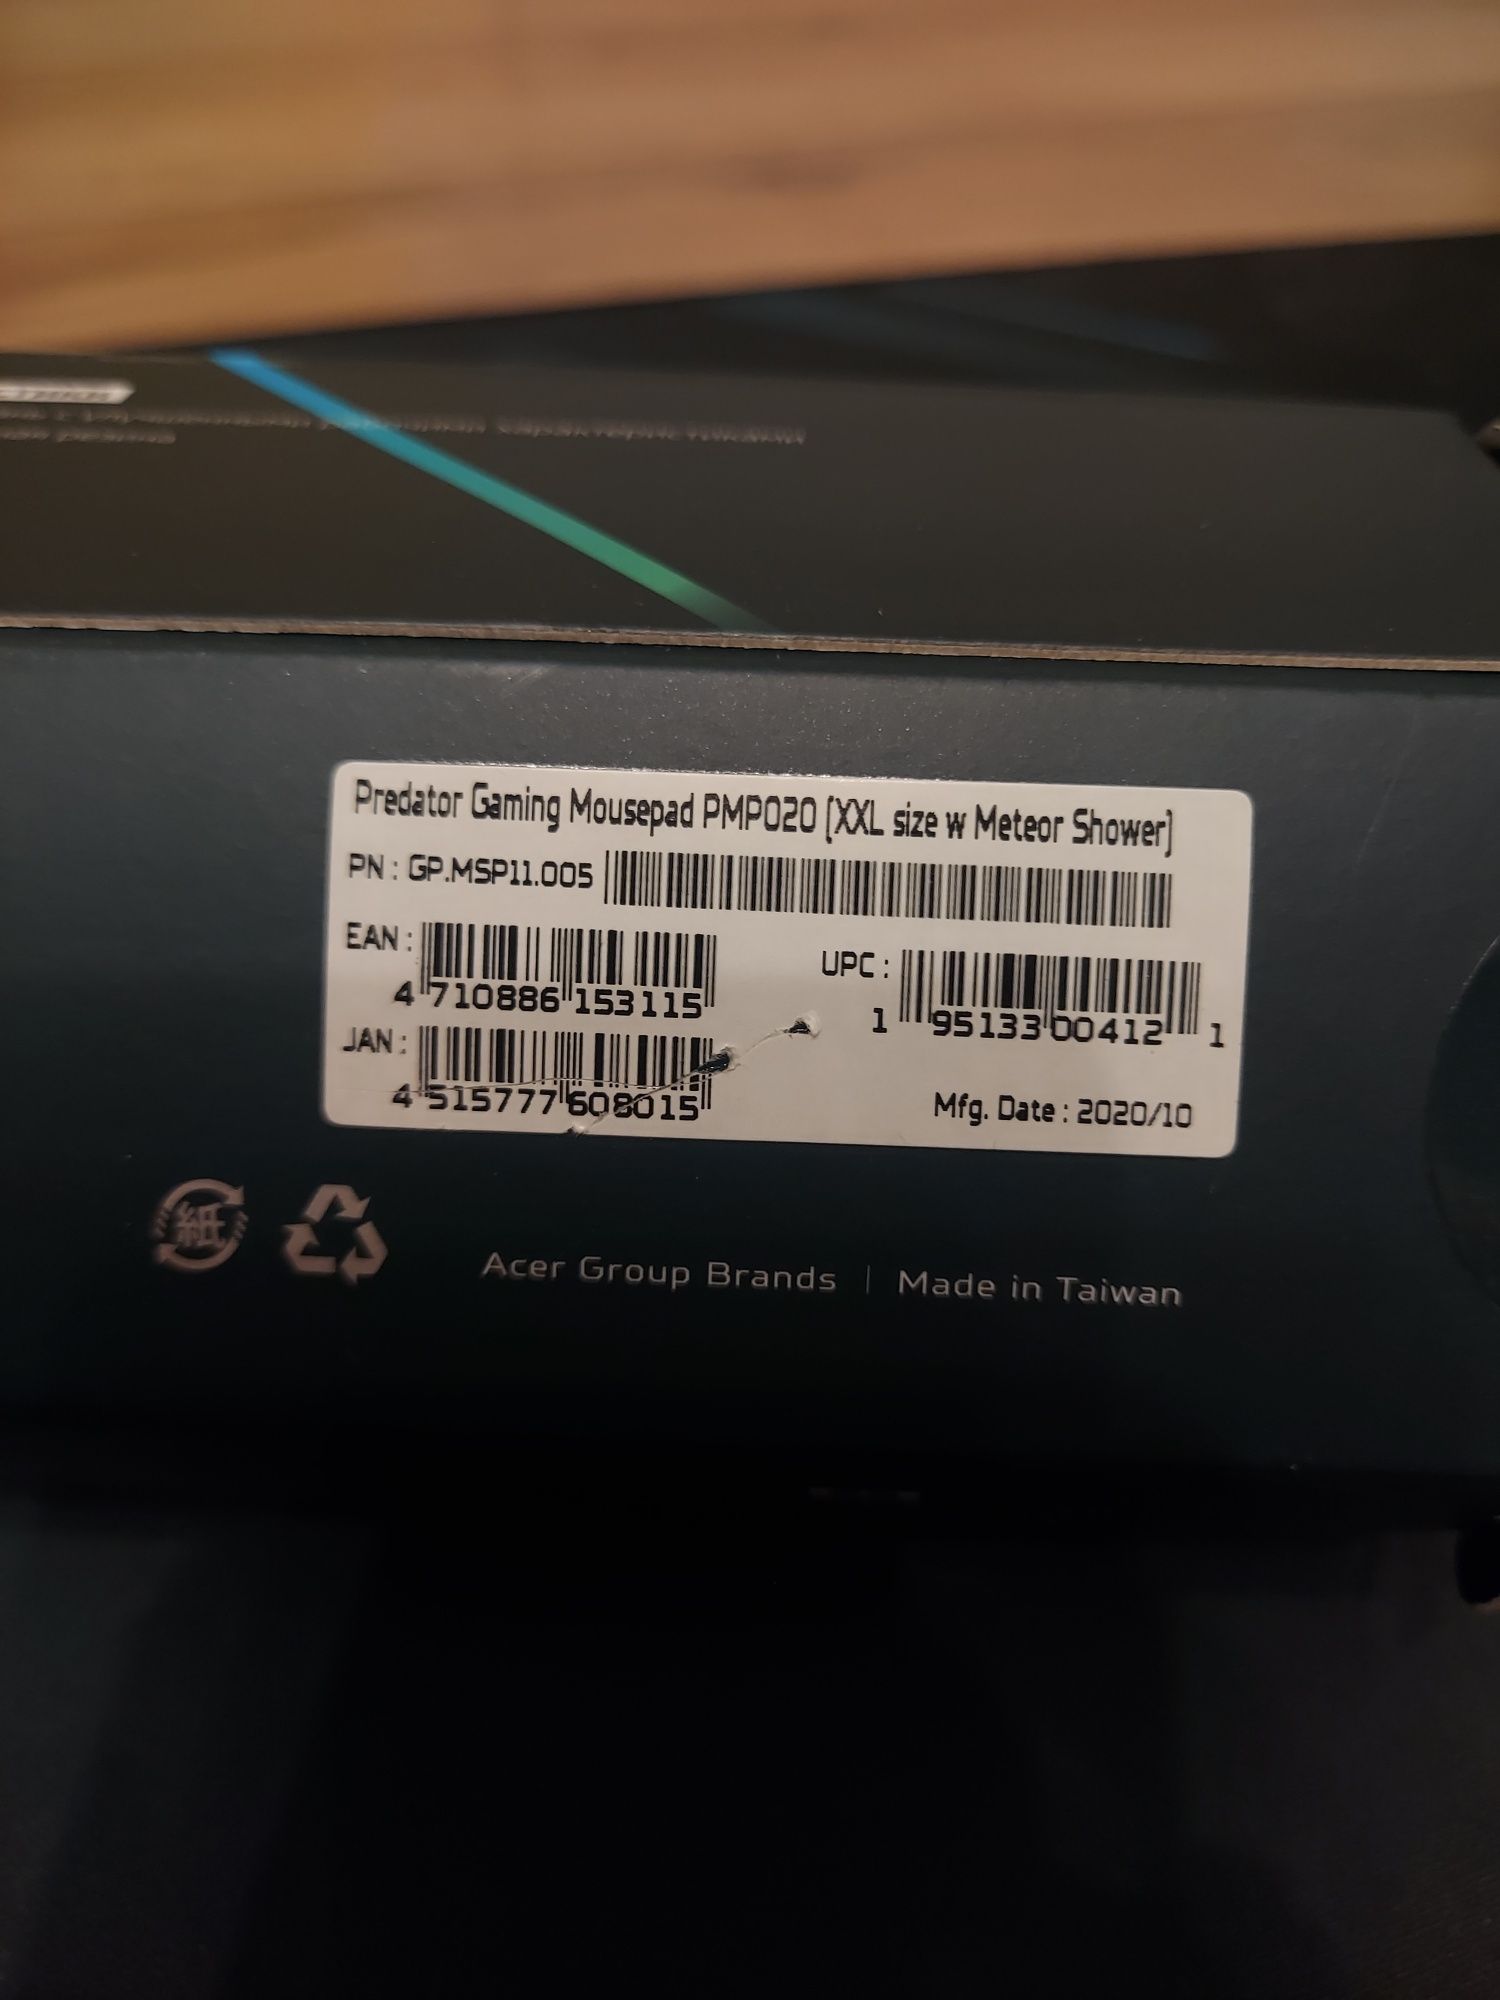 Predator Gaming Mousepad PMP020 (XXL size w Meteor Shower)
PN : GP.MSP11.005
EAN :
4 710886 153115
UPC :
1 95133 00412 1
JAN :
4 515777 608015
Mfg. Date : 2020/10
紙
Acer Group Brands | Made in Taiwan